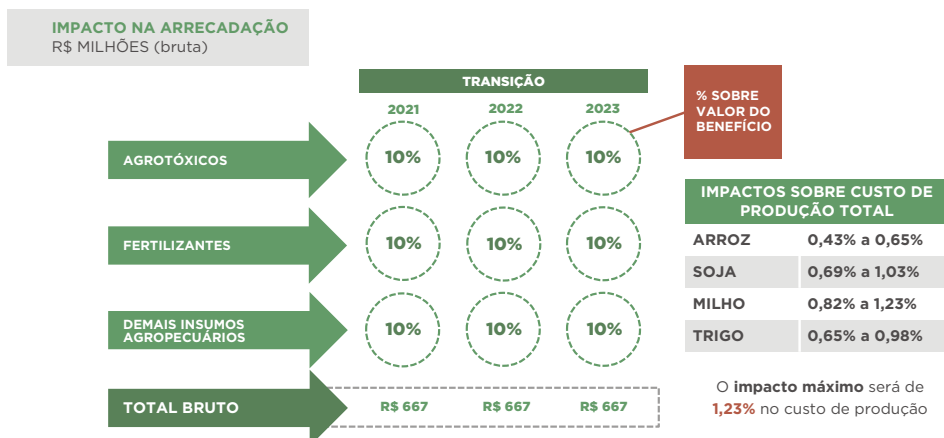 IMPACTO NA ARRECADAÇÃO
R$ MILHÕES (bruta)
TRANSIÇÃO
2021 2022 2023
% SOBRE
VALOR DO
BENEFÍCIO
AGROTÓXICOS 10% 10% 10%
FERTILIZANTES 10% 10% 10%
DEMAIS INSUMOS
AGROPECUÁRIOS
10% 10% 10%
TOTAL BRUTO R$ 667 R$ 667 R$ 667
IMPACTOS SOBRE CUSTO DE
PRODUÇÃO TOTAL
ARROZ 0,43% a 0,65%
SOJA 0,69% a 1,03%
MILHO 0,82% a 1,23%
TRIGO 0,65% a 0,98%
O impacto máximo será de
1,23% no custo de produção